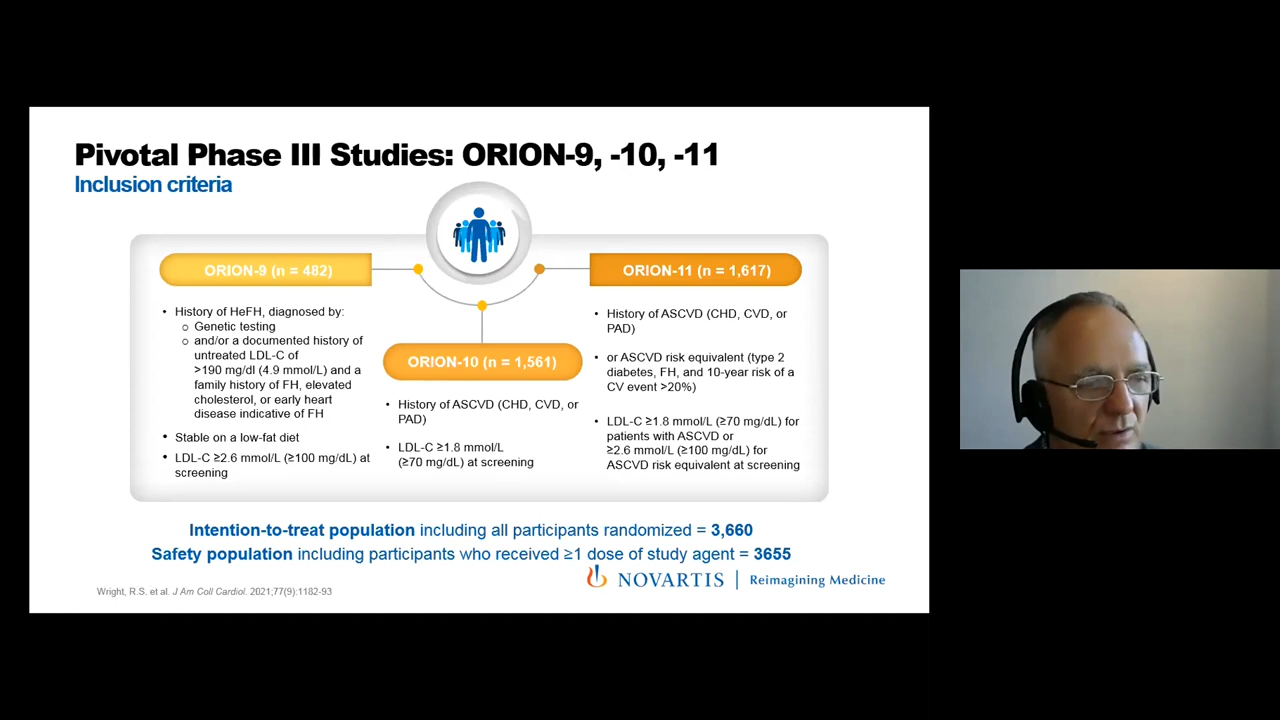 Pivotal Phase III Studies: ORION-9, -10, -11
Inclusion criteria
ORION-9 (n = 482)
• History of HeFH, diagnosed by:
o Genetic testing
o and/or a documented history of
untreated LDL-C of
>190 mg/dl (4.9 mmol/L) and a
family history of FH, elevated
cholesterol, or early heart
disease indicative of FH
• Stable on a low-fat diet
• LDL-C ≥2.6 mmol/L (≥100 mg/dL) at
screening
ORION-10 (n = 1,561)
• History of ASCVD (CHD, CVD, or
PAD)
• LDL-C ≥1.8 mmol/L
(≥70 mg/dL) at screening
ORION-11 (n = 1,617)
• History of ASCVD (CHD, CVD, or
PAD)
• or ASCVD risk equivalent (type 2
diabetes, FH, and 10-year risk of a
CV event >20%)
• LDL-C ≥1.8 mmol/L (≥70 mg/dL) for
patients with ASCVD or
≥2.6 mmol/L (≥100 mg/dL) for
ASCVD risk equivalent at screening
Intention-to-treat population including all participants randomized = 3,660
Safety population including participants who received ≥1 dose of study agent = 3655
NOVARTIS | Reimagining Medicine
Wright, R.S. et al. J Am Coll Cardiol. 2021;77(9):1182-93